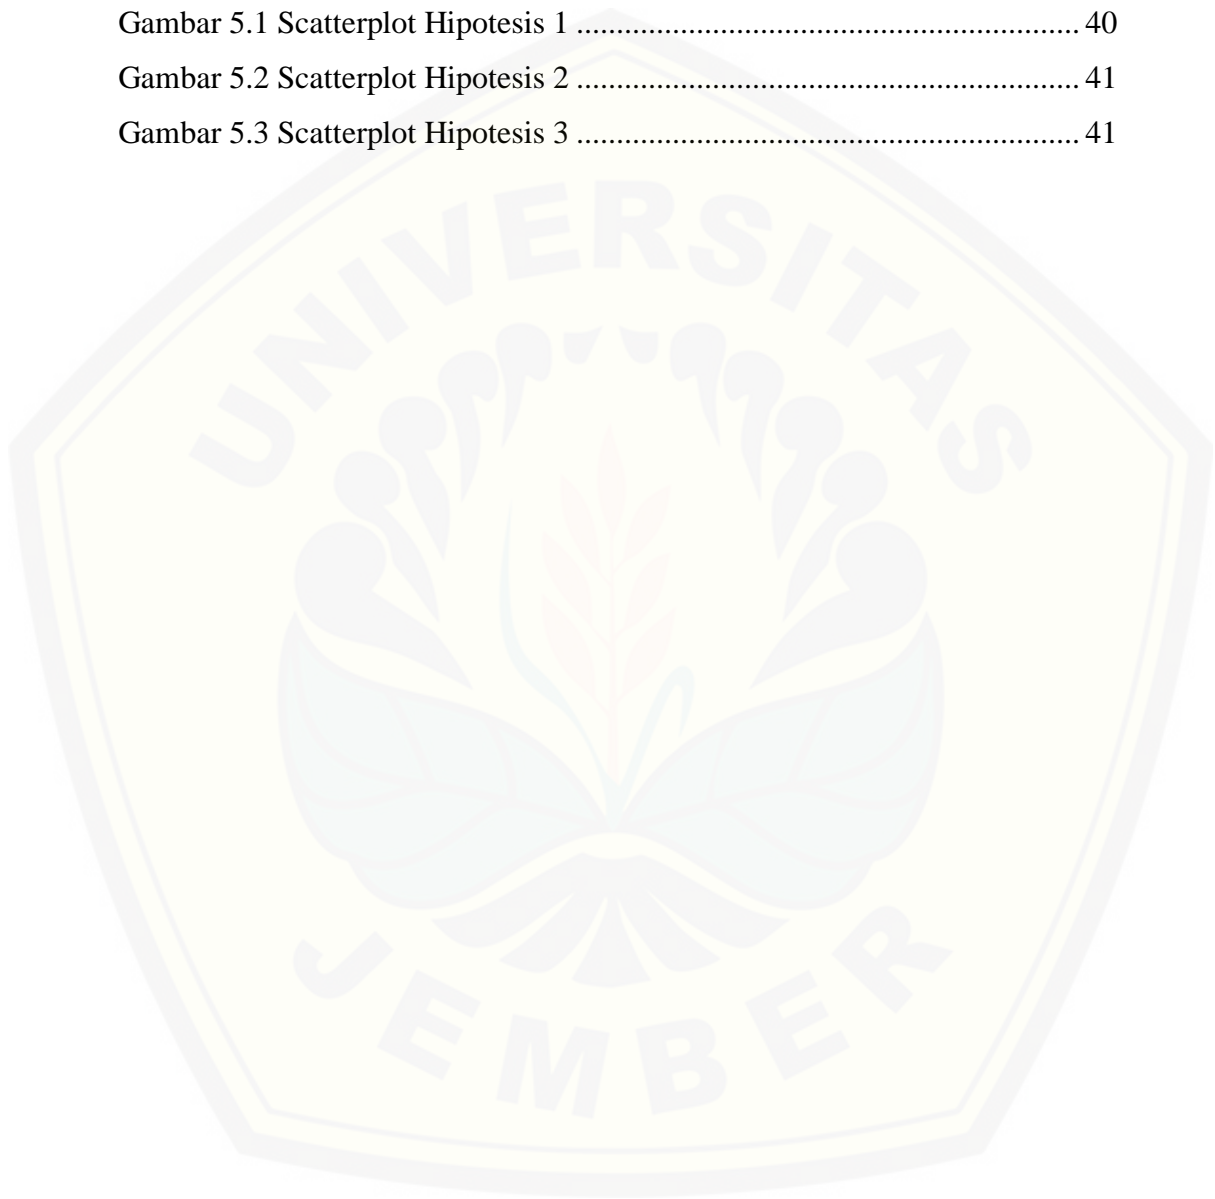 Gambar 5.1 Scatterplot Hipotesis 1 ............................................................... 40
Gambar 5.2 Scatterplot Hipotesis 2 ............................................................... 41
Gambar 5.3 Scatterplot Hipotesis 3 ............................................................... 41
UNIVERSITAS
JEMBER